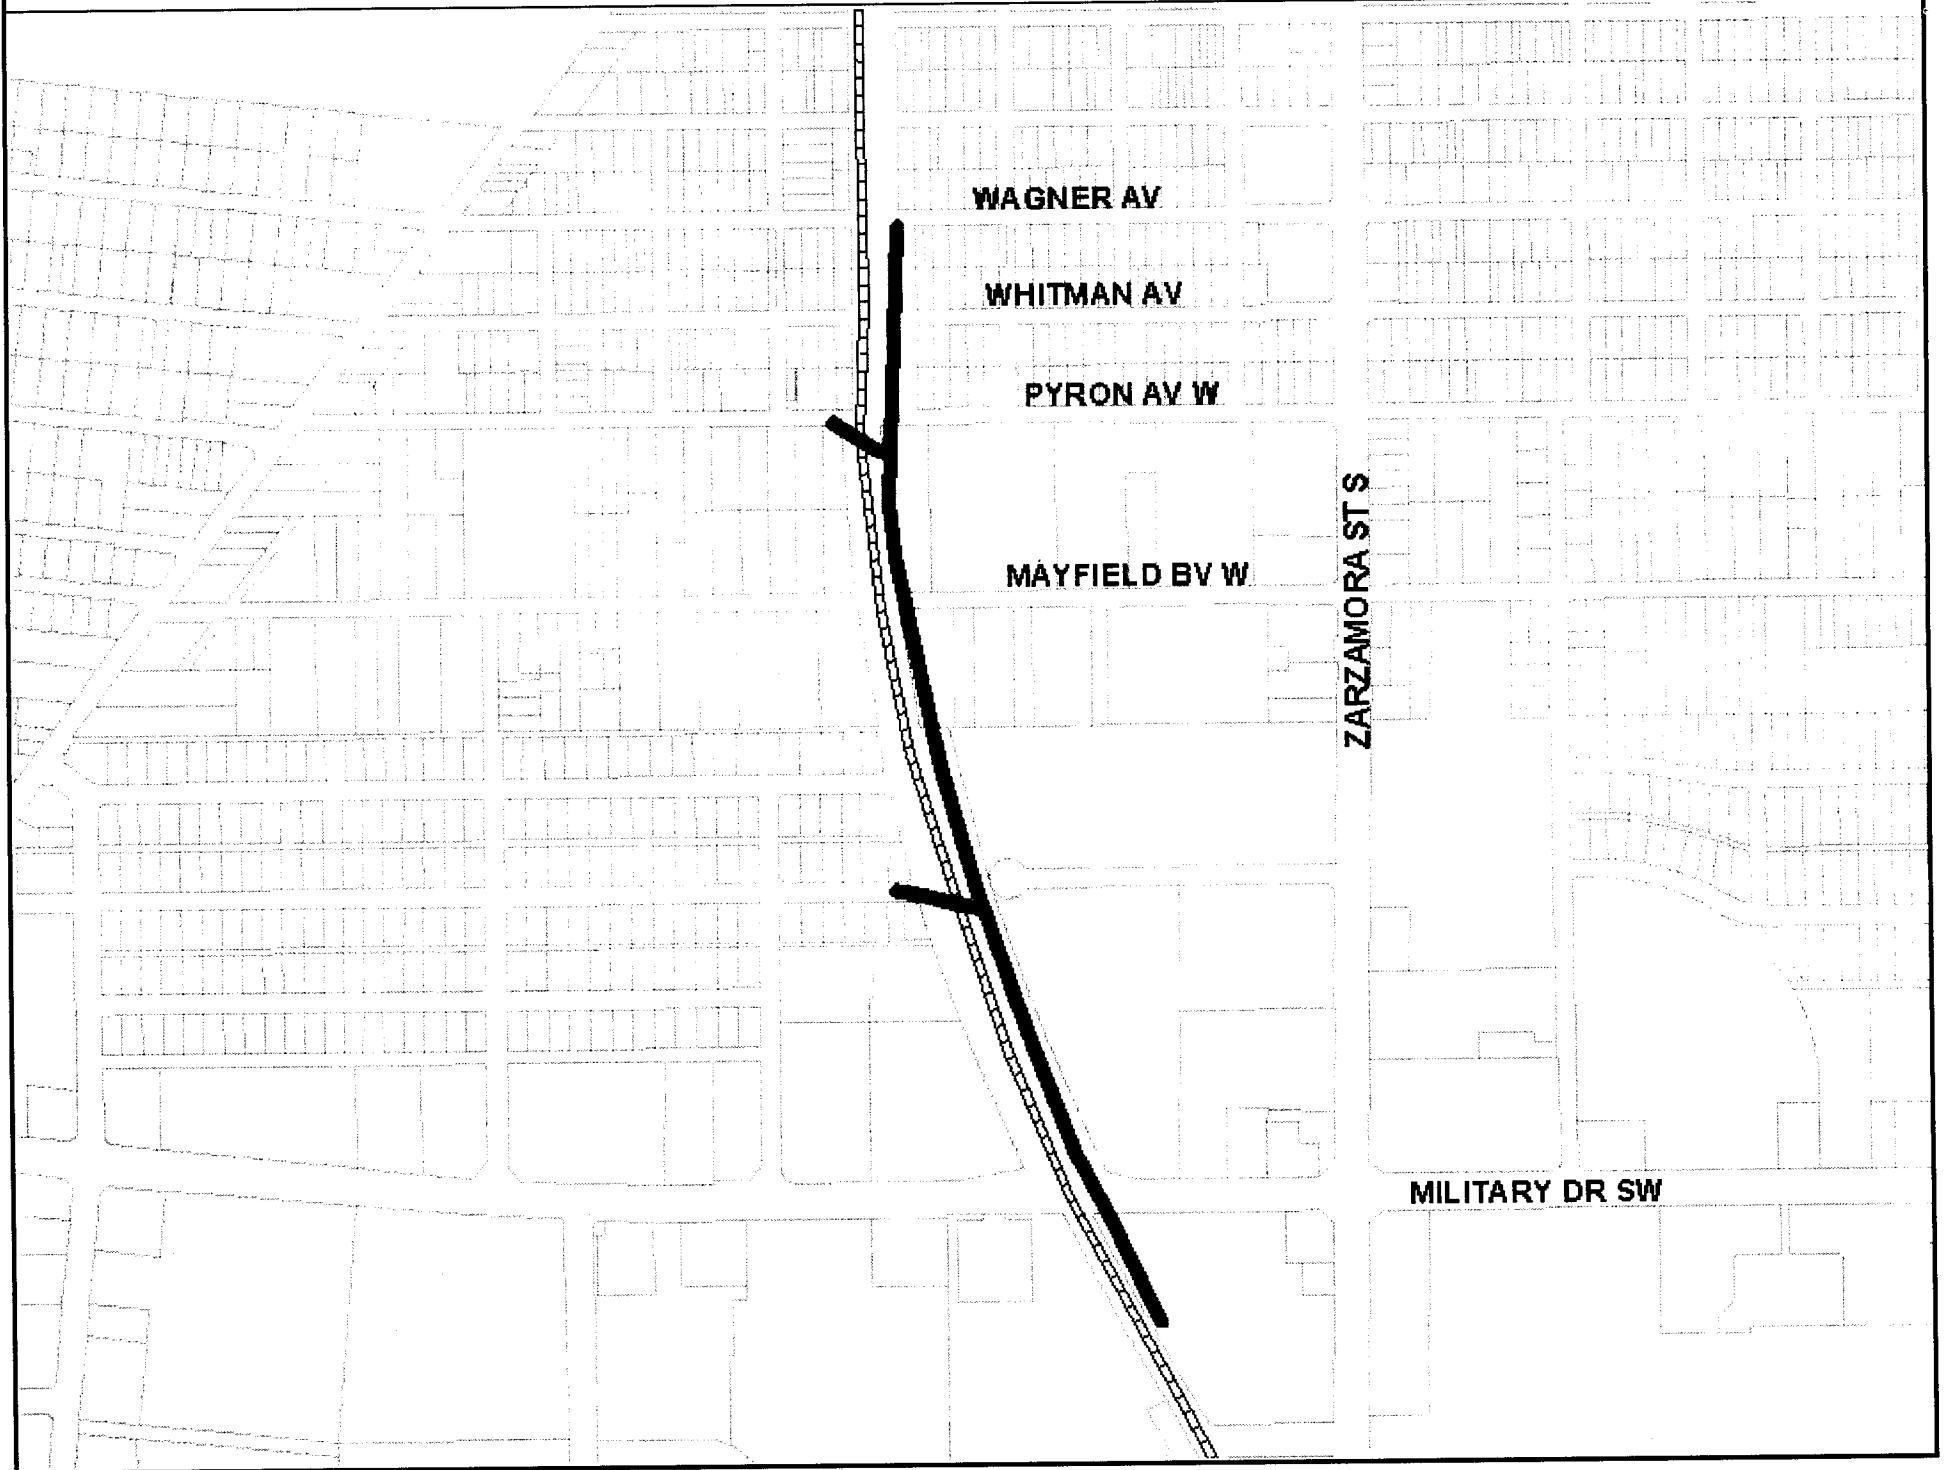 WAGNER AV
WHITMAN AV
PYRON AV W
MAYFIELD BV W
ZARZAMORA ST S
MILITARY DR SW